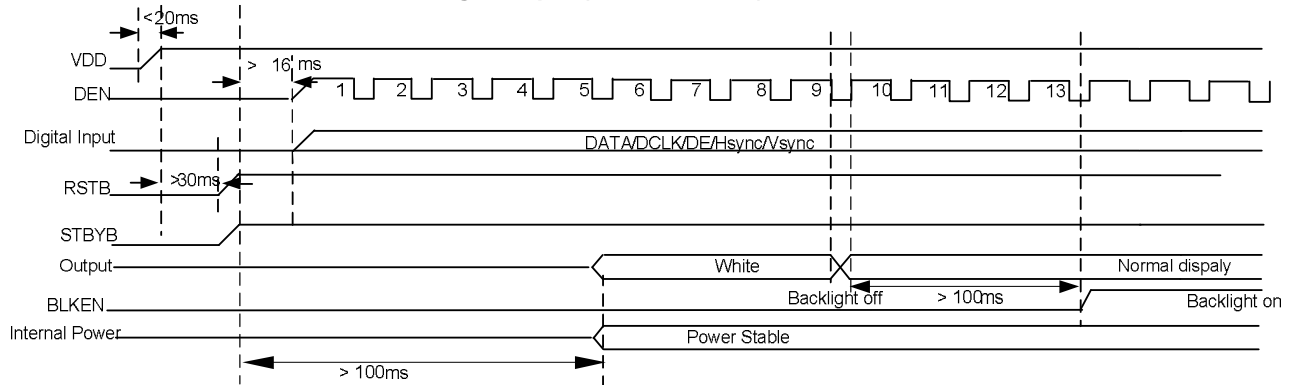 <20ms
VDD
> 16 ms
DEN
1 2 3 4 5 6 7 8 9 10 11 12 13
Digital Input
DATA/DCLK/DE/Hsync/Vsync
>30ms
RSTB
STBYB
Output
White
Normal dispaly
Backlight off
> 100ms
BLKEN
Backlight on
Internal Power
Power Stable
> 100ms